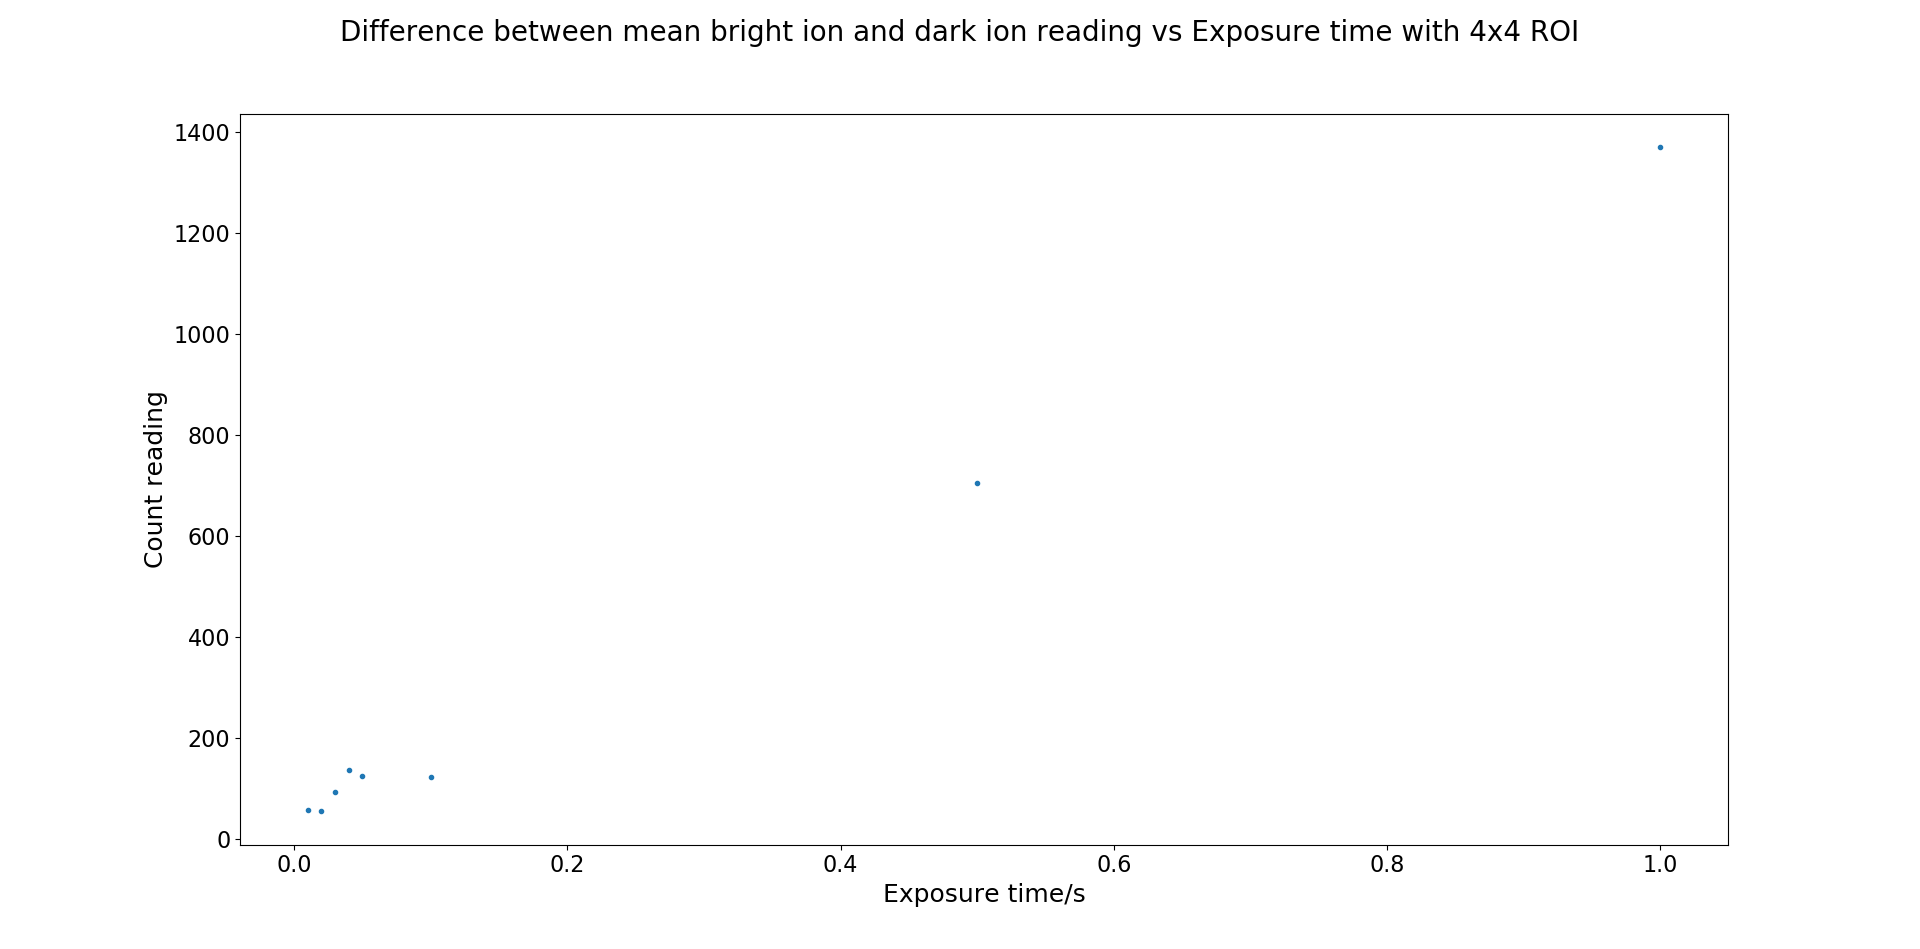 Difference between mean bright ion and dark ion reading vs Exposure time with 4x4 ROI
1400
1200
1000
800
600
400
200
0
Count reading
0.0 0.2 0.4 0.6 0.8 1.0
Exposure time/s